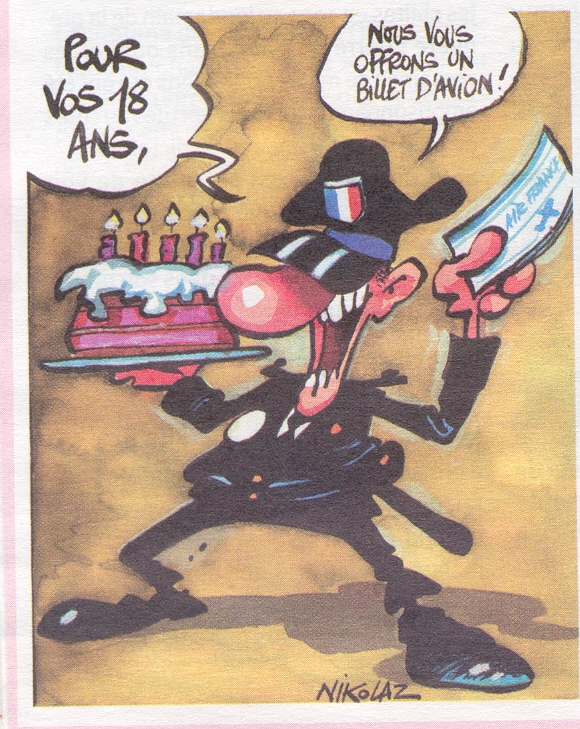 POUR
VOS 18
ANS,
NOUS VOUS
OFFRONS UN
BILLET D'AVION!
AIR FRANCE
NIKOLAZ